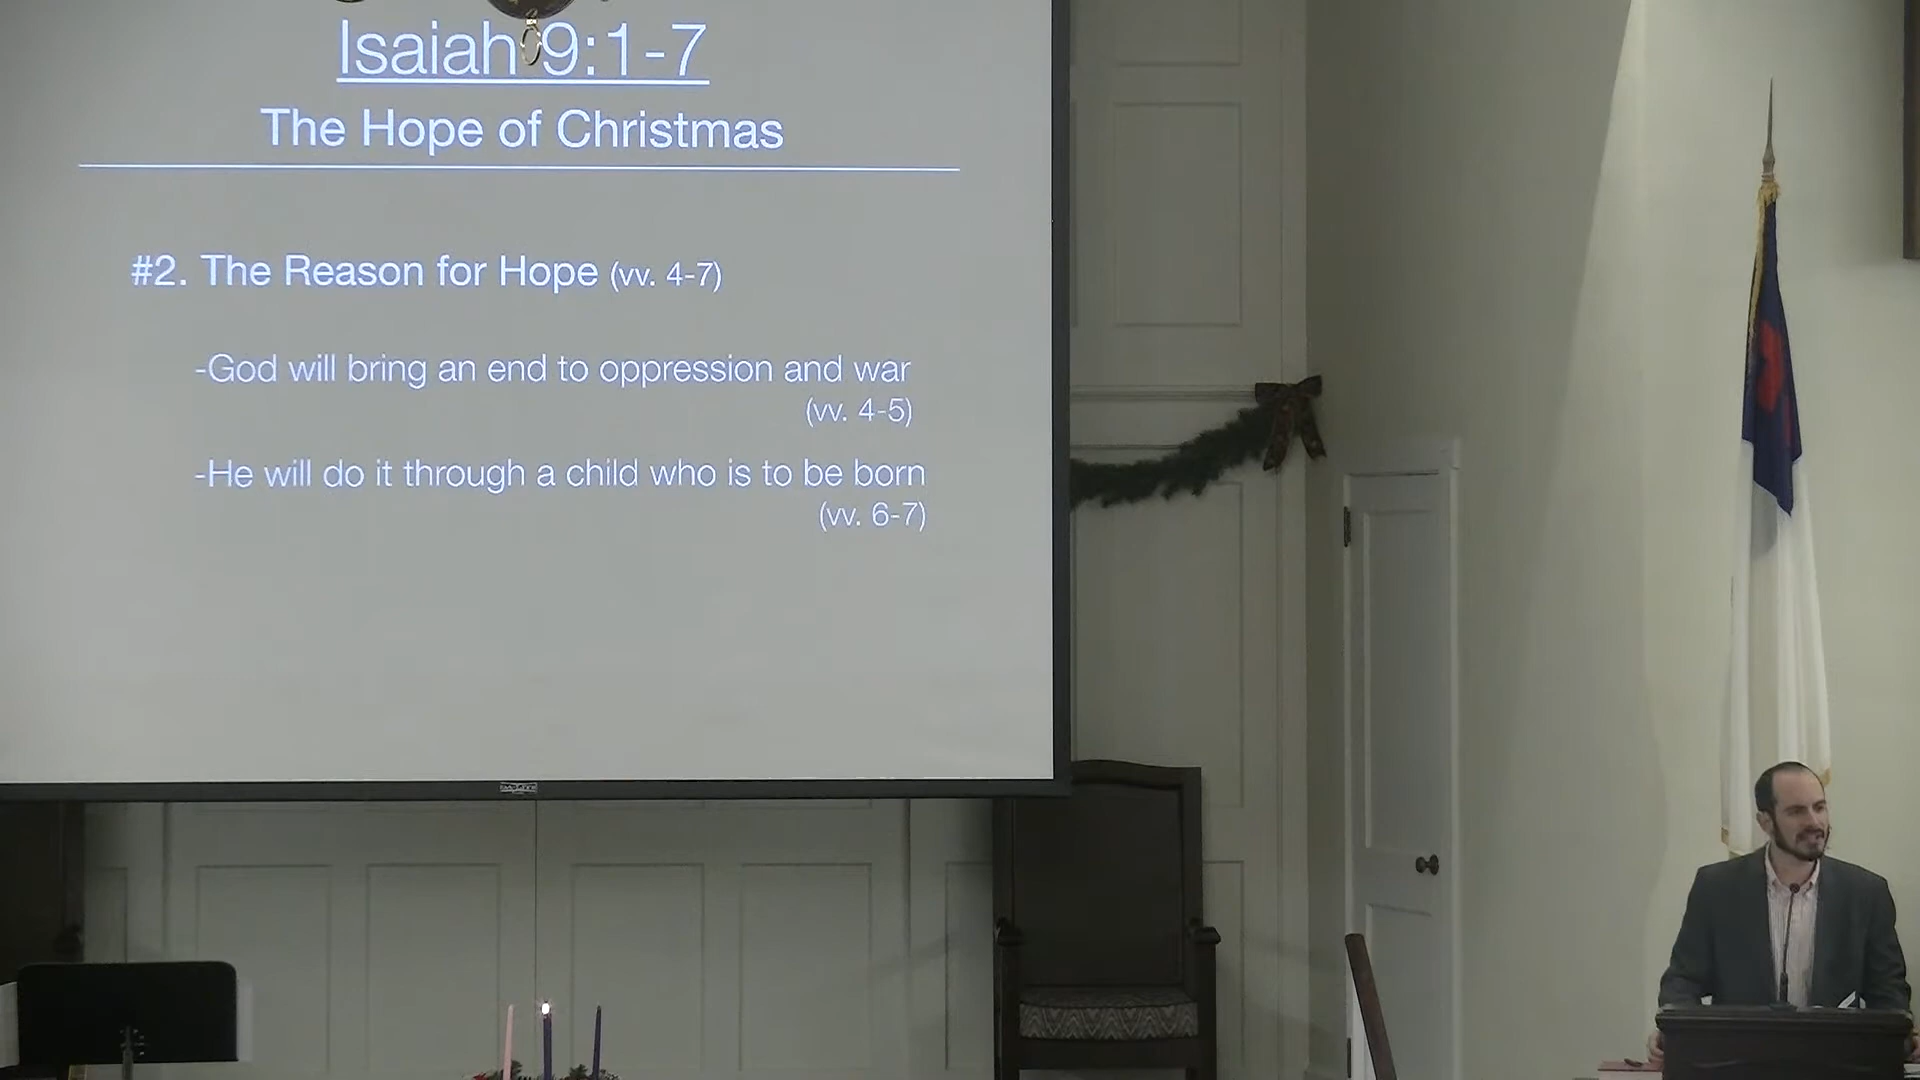 Isaiah 9:1-7
The Hope of Christmas
#2. The Reason for Hope (vv. 4-7)
-God will bring an end to oppression and war
(vv. 4-5)
-He will do it through a child who is to be born
(vv. 6-7)
DA-LITE